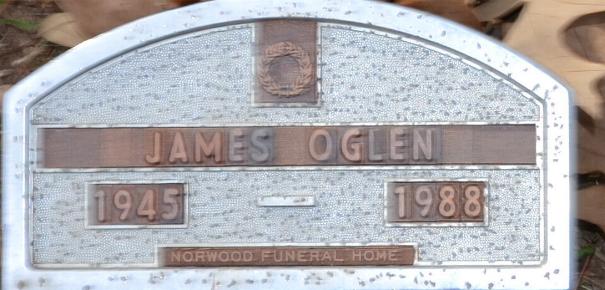 JAMES OGLEN
1945 1988
NORWOOD FUNERAL HOME